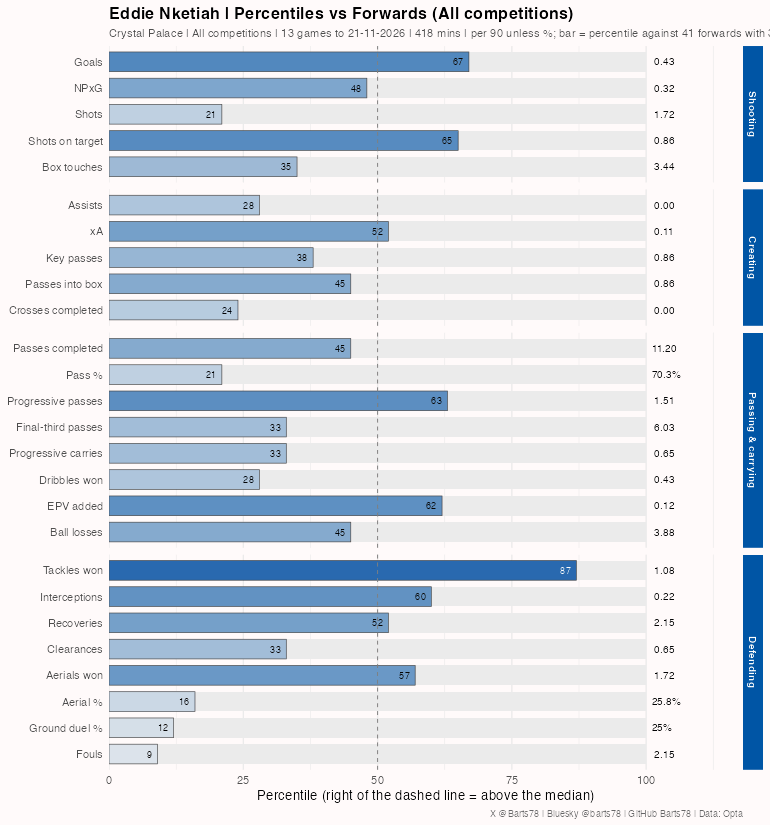 Eddie Nketiah | Percentiles vs Forwards (All competitions)
Crystal Palace | All competitions | 13 games to 21-11-2026 | 418 mins | per 90 unless %; bar = percentile against 41 forwards with
Goals 67 0.43
NPxG 48 0.32
Shots 21 1.72
Shots on target 65 0.86
Box touches 35 3.44
Shooting
Assists 28 0.00
xA 52 0.11
Key passes 38 0.86
Passes into box 45 0.86
Crosses completed 24 0.00
Creating
Passes completed 45 11.20
Pass % 21 70.3%
Progressive passes 63 1.51
Final-third passes 33 6.03
Progressive carries 33 0.65
Dribbles won 28 0.43
EPV added 62 0.12
Ball losses 45 3.88
Passing & carrying
Tackles won 87 1.08
Interceptions 60 0.22
Recoveries 52 2.15
Clearances 33 0.65
Aerials won 57 1.72
Aerial % 16 25.8%
Ground duel % 12 25%
Fouls 9 2.15
Defending
0 25 50 75 100
Percentile (right of the dashed line = above the median)
X @Barts78 | Bluesky @barts78 | GitHub Barts78 | Data: Opta